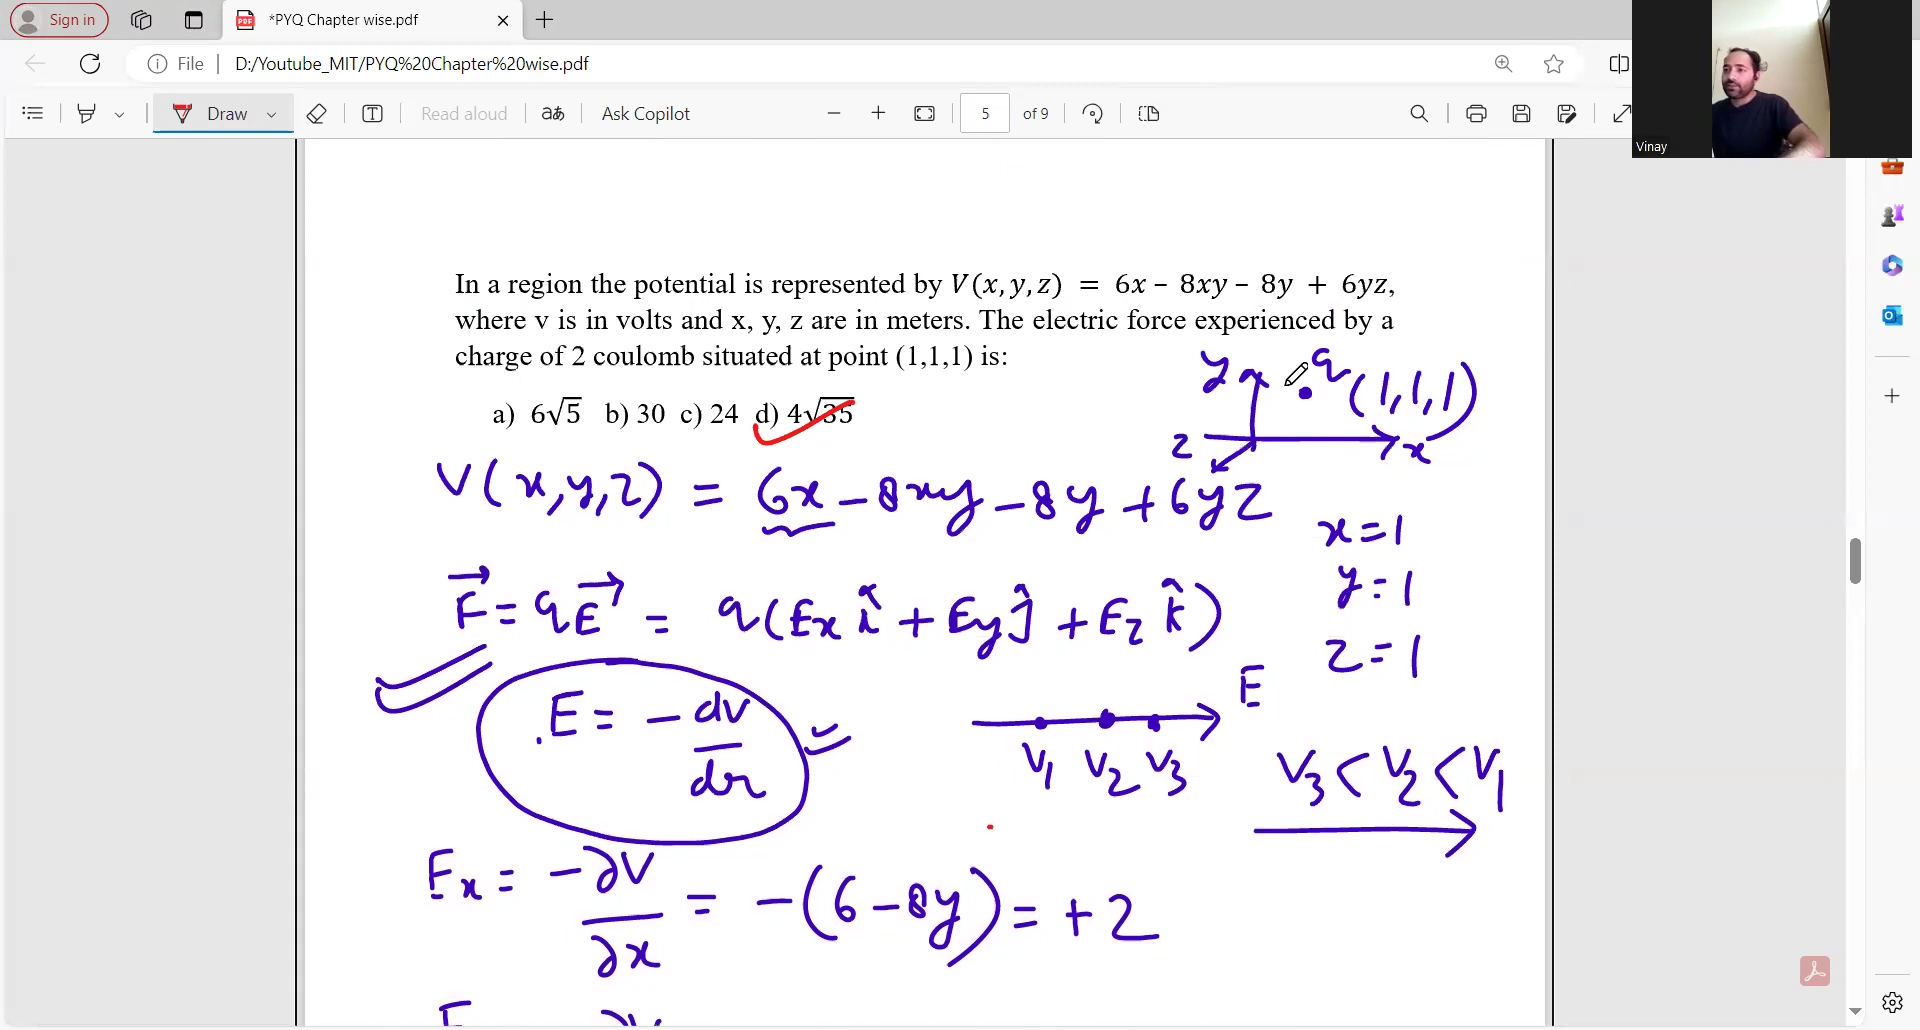 Sign in
*PYQ Chapter wise.pdf
File
D:/Youtube_MIT/PYQ%20Chapter%20wise.pdf
Draw
Read aloud
aあ
Ask Copilot
5
of 9
Vinay
In a region the potential is represented by V(x, y, z) = 6x – 8xy – 8y + 6yz,
where v is in volts and x, y, z are in meters. The electric force experienced by a
charge of 2 coulomb situated at point (1,1,1) is:
a) 6√5 b) 30 c) 24 d) 4√35
y q (1,1,1)
z x
V(x,y,z) = 6x – 8xy – 8y + 6yz
x=1
y=1
z=1
F = qE = q(Ex î + Ey ĵ + Ez k̂)
E = – dV/dr
E
V1 V2 V3
V3 < V2 < V1
Ex = –∂V/∂x = –(6 – 8y) = +2